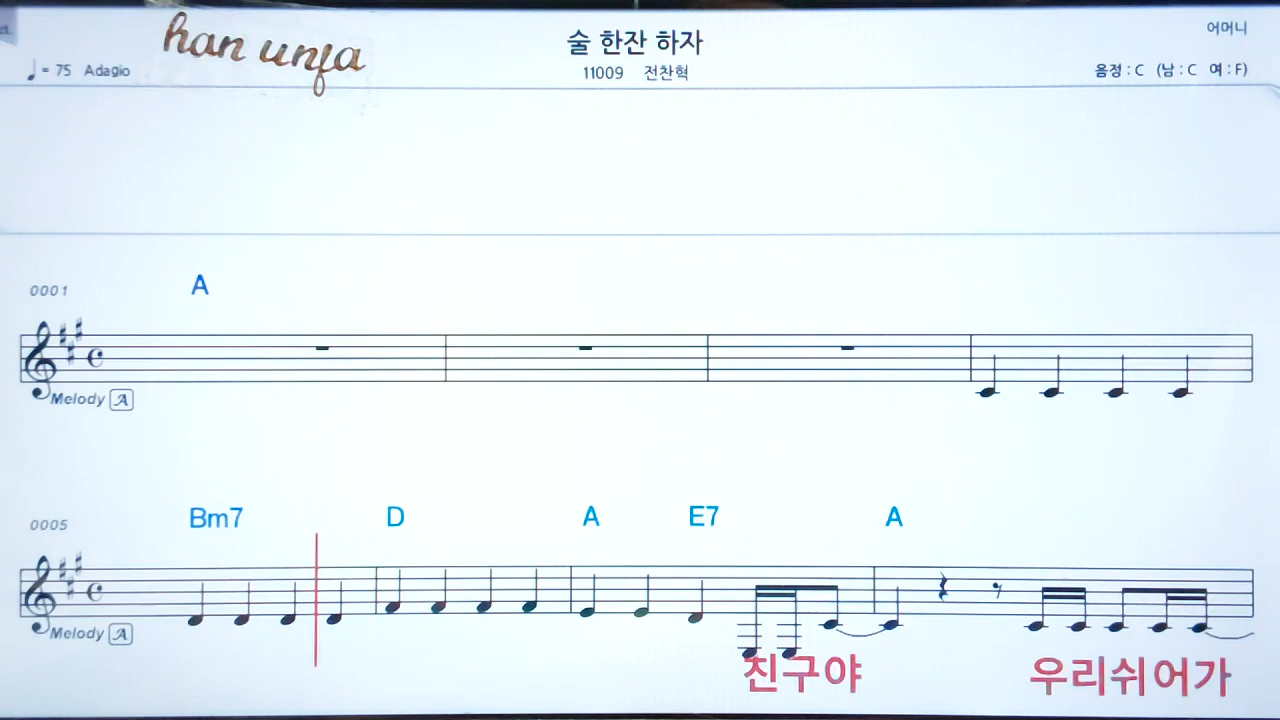 han unfa
술 한잔 하자
어머니
♩ = 75 Adagio
11009 전찬혁
음정 : C (남 : C 여 : F)
0001 A
Melody A
0005 Bm7 D A E7 A
Melody A
친구야 우리쉬어가